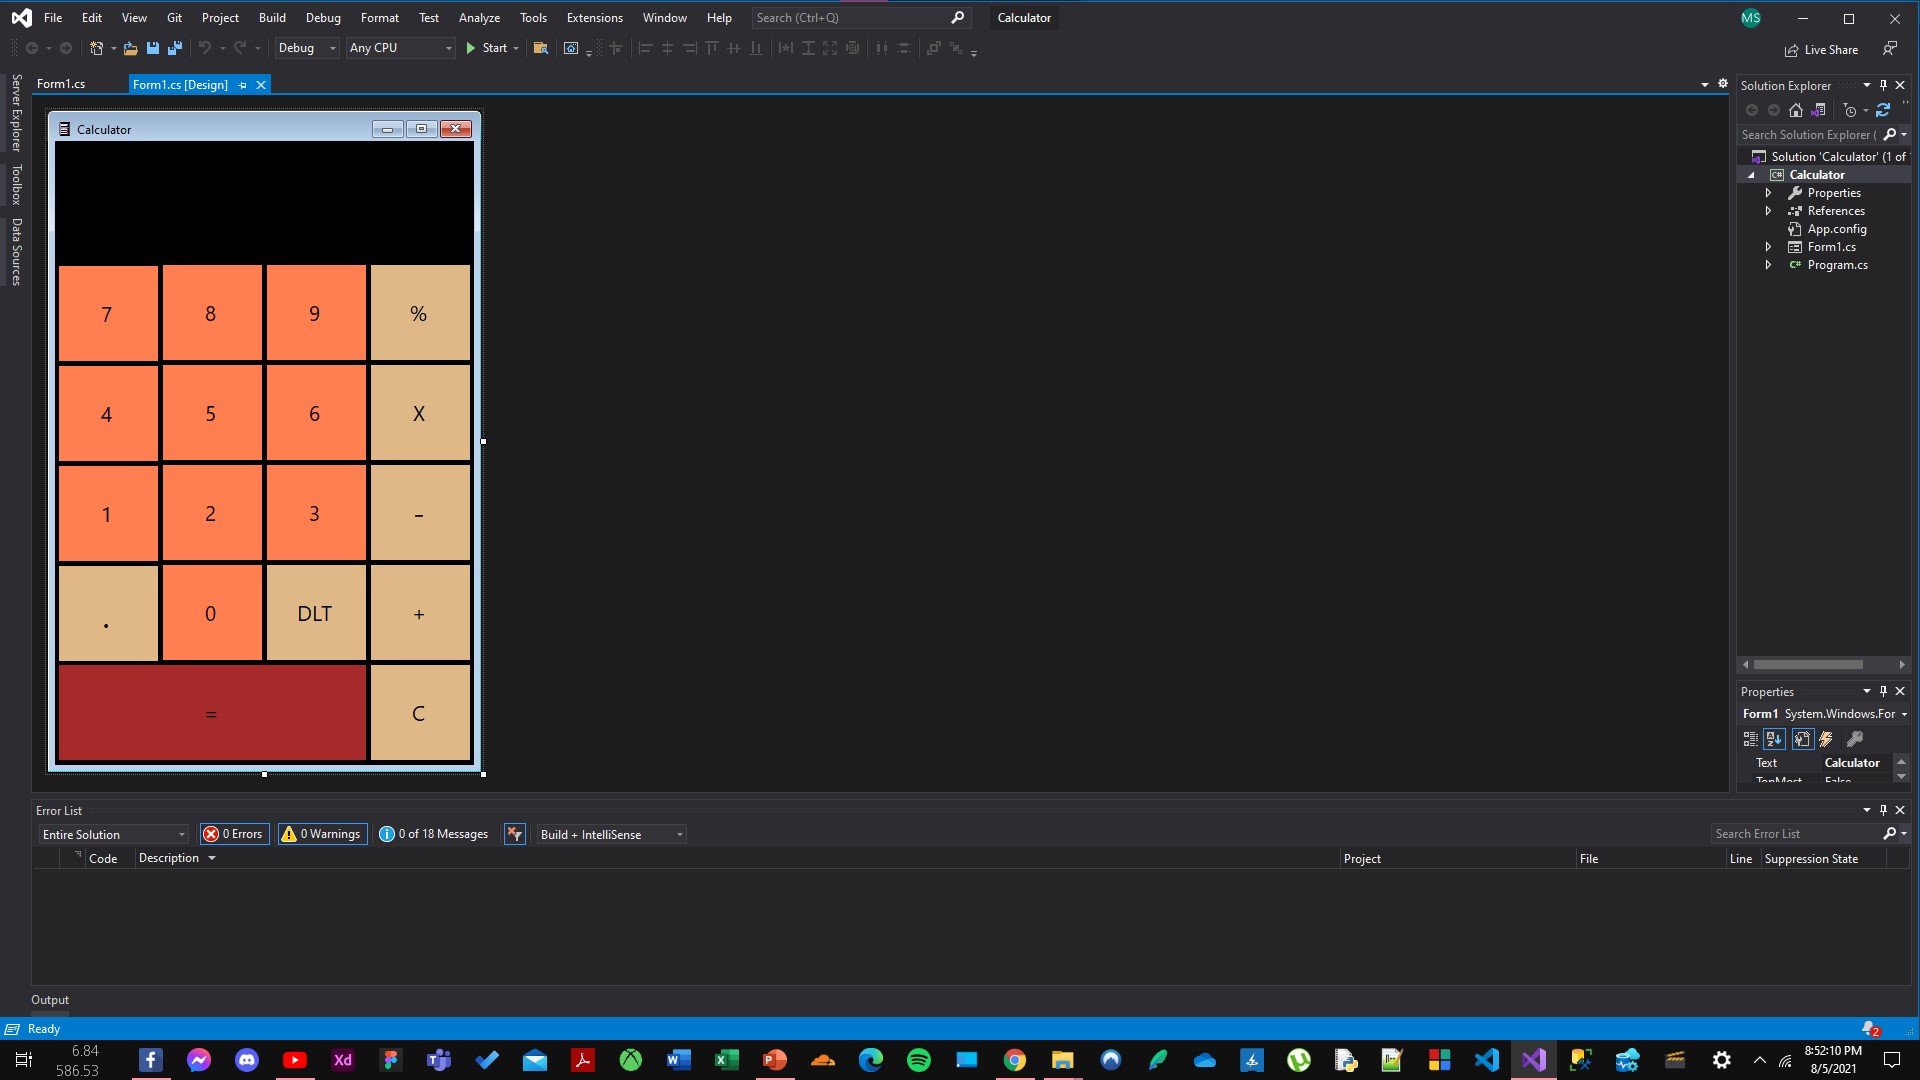 File Edit View Git Project Build Debug Format Test Analyze Tools Extensions Window Help Search (Ctrl+Q) Calculator MS
Debug Any CPU Start Live Share
Form1.cs Form1.cs [Design]
Server Explorer
Toolbox
Data Sources
Calculator
7 8 9 %
4 5 6 X
1 2 3 -
. 0 DLT +
= C
Solution Explorer
Search Solution Explorer (
Solution 'Calculator' (1 of
Calculator
Properties
References
App.config
Form1.cs
Program.cs
Properties
Form1 System.Windows.For
Text Calculator
TopMost False
Error List
Entire Solution 0 Errors 0 Warnings 0 of 18 Messages Build + IntelliSense Search Error List
Code Description Project File Line Suppression State
Output
Ready 2
6.84
586.53
8:52:10 PM
8/5/2021